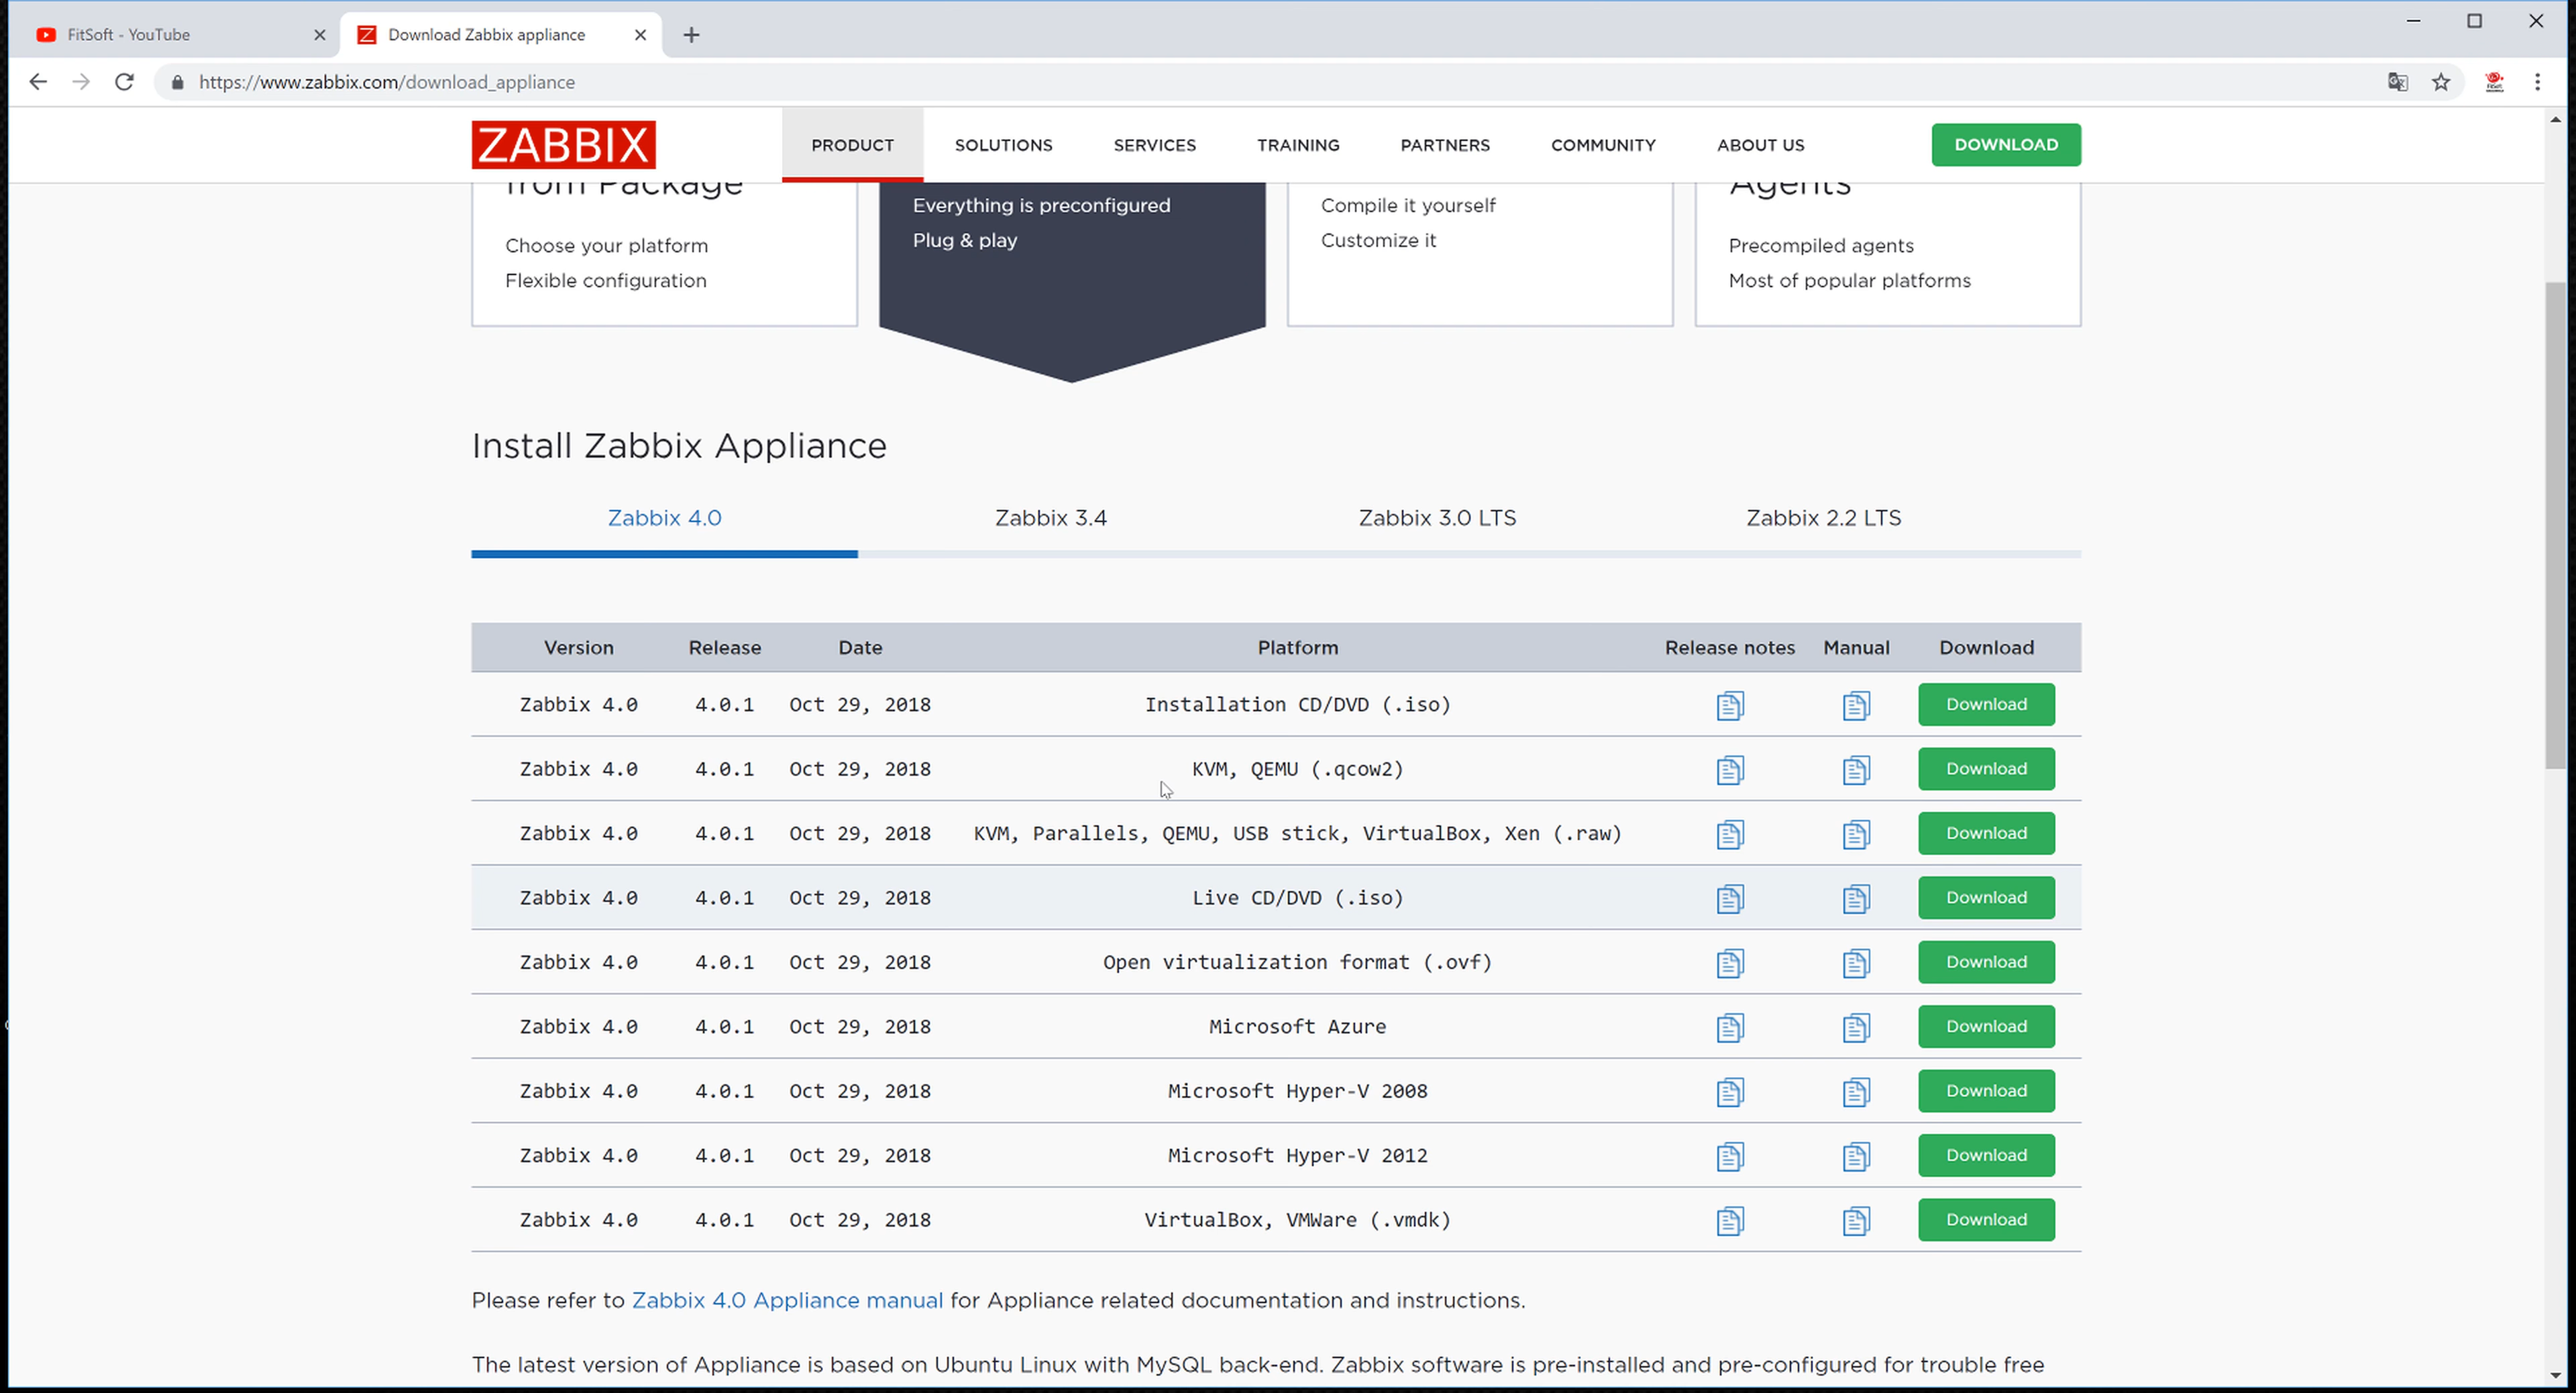 FitSoft - YouTube
Download Zabbix appliance
https://www.zabbix.com/download_appliance
ZABBIX
PRODUCT SOLUTIONS SERVICES TRAINING PARTNERS COMMUNITY ABOUT US DOWNLOAD
from Package
Choose your platform
Flexible configuration
Everything is preconfigured
Plug & play
Compile it yourself
Customize it
Agents
Precompiled agents
Most of popular platforms
Install Zabbix Appliance
Zabbix 4.0 Zabbix 3.4 Zabbix 3.0 LTS Zabbix 2.2 LTS
Version Release Date Platform Release notes Manual Download
Zabbix 4.0 4.0.1 Oct 29, 2018 Installation CD/DVD (.iso) Download
Zabbix 4.0 4.0.1 Oct 29, 2018 KVM, QEMU (.qcow2) Download
Zabbix 4.0 4.0.1 Oct 29, 2018 KVM, Parallels, QEMU, USB stick, VirtualBox, Xen (.raw) Download
Zabbix 4.0 4.0.1 Oct 29, 2018 Live CD/DVD (.iso) Download
Zabbix 4.0 4.0.1 Oct 29, 2018 Open virtualization format (.ovf) Download
Zabbix 4.0 4.0.1 Oct 29, 2018 Microsoft Azure Download
Zabbix 4.0 4.0.1 Oct 29, 2018 Microsoft Hyper-V 2008 Download
Zabbix 4.0 4.0.1 Oct 29, 2018 Microsoft Hyper-V 2012 Download
Zabbix 4.0 4.0.1 Oct 29, 2018 VirtualBox, VMWare (.vmdk) Download
Please refer to Zabbix 4.0 Appliance manual for Appliance related documentation and instructions.
The latest version of Appliance is based on Ubuntu Linux with MySQL back-end. Zabbix software is pre-installed and pre-configured for trouble free